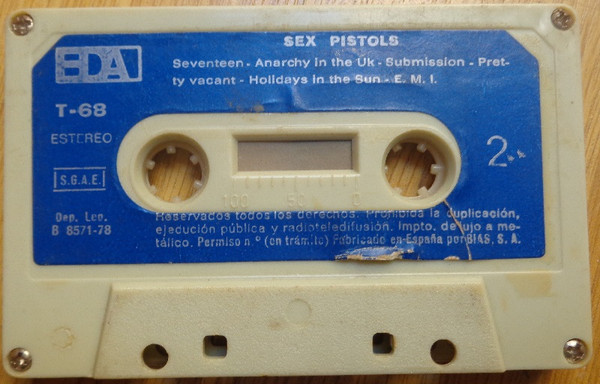 SEX PISTOLS
EDA
Seventeen - Anarchy in the Uk - Submission - Pret-
ty vacant - Holidays in the Sun - E. M. I.
T-68
ESTEREO
2ª
S.G.A.E.
100 50 0
Dep. Leg.
B 8571-78
Reservados todos los derechos. Prohibida la duplicación,
ejecución pública y radioteledifusión. Impto. de lujo a me-
tálico. Permiso n.º (en trámite) Fabricado en España por BIAS, S. A.